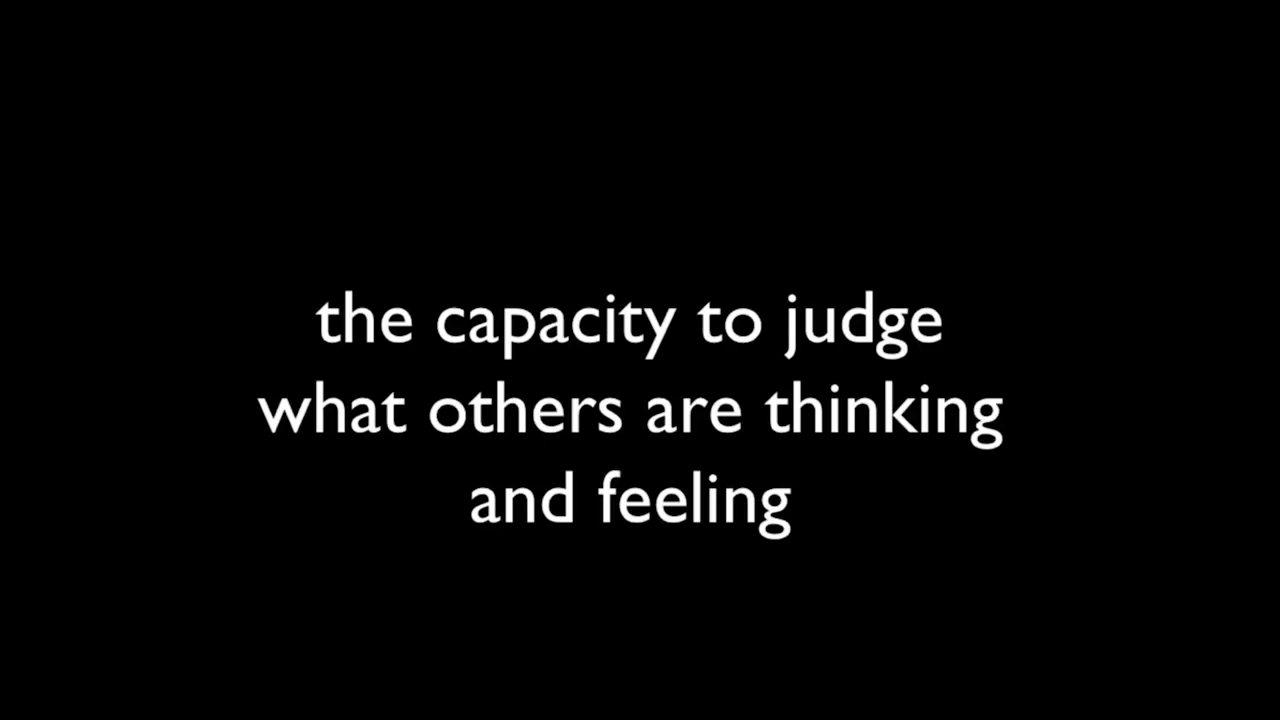 the capacity to judge
what others are thinking
and feeling